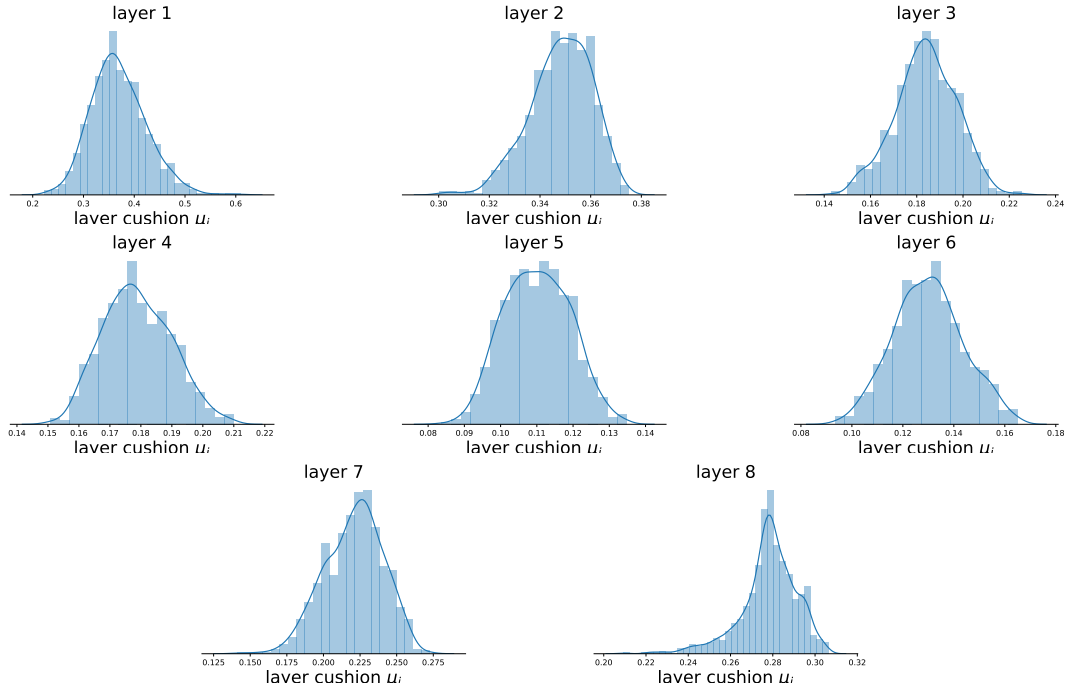 layer 1 layer 2 layer 3
0.2 0.3 0.4 0.5 0.6 0.30 0.32 0.34 0.36 0.38 0.14 0.16 0.18 0.20 0.22 0.24
layer cushion μᵢ layer cushion μᵢ layer cushion μᵢ
layer 4 layer 5 layer 6
0.14 0.15 0.16 0.17 0.18 0.19 0.20 0.21 0.22 0.08 0.09 0.10 0.11 0.12 0.13 0.14 0.08 0.10 0.12 0.14 0.16 0.18
layer cushion μᵢ layer cushion μᵢ layer cushion μᵢ
layer 7 layer 8
0.125 0.150 0.175 0.200 0.225 0.250 0.275 0.20 0.22 0.24 0.26 0.28 0.30 0.32
layer cushion μᵢ layer cushion μᵢ